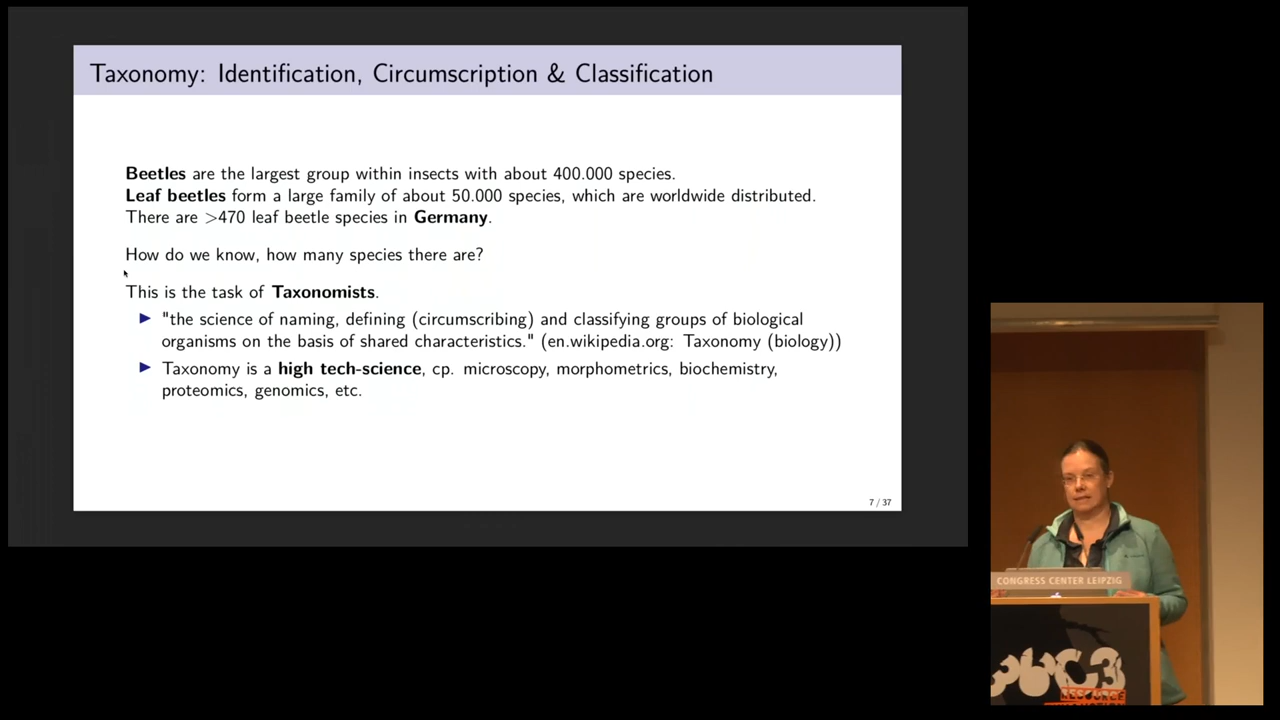 Taxonomy: Identification, Circumscription & Classification
Beetles are the largest group within insects with about 400.000 species.
Leaf beetles form a large family of about 50.000 species, which are worldwide distributed.
There are >470 leaf beetle species in Germany.
How do we know, how many species there are?
This is the task of Taxonomists.
▶ "the science of naming, defining (circumscribing) and classifying groups of biological
organisms on the basis of shared characteristics." (en.wikipedia.org: Taxonomy (biology))
▶ Taxonomy is a high tech-science, cp. microscopy, morphometrics, biochemistry,
proteomics, genomics, etc.
7 / 37
CONGRESS CENTER LEIPZIG
36C3
RESOURCE